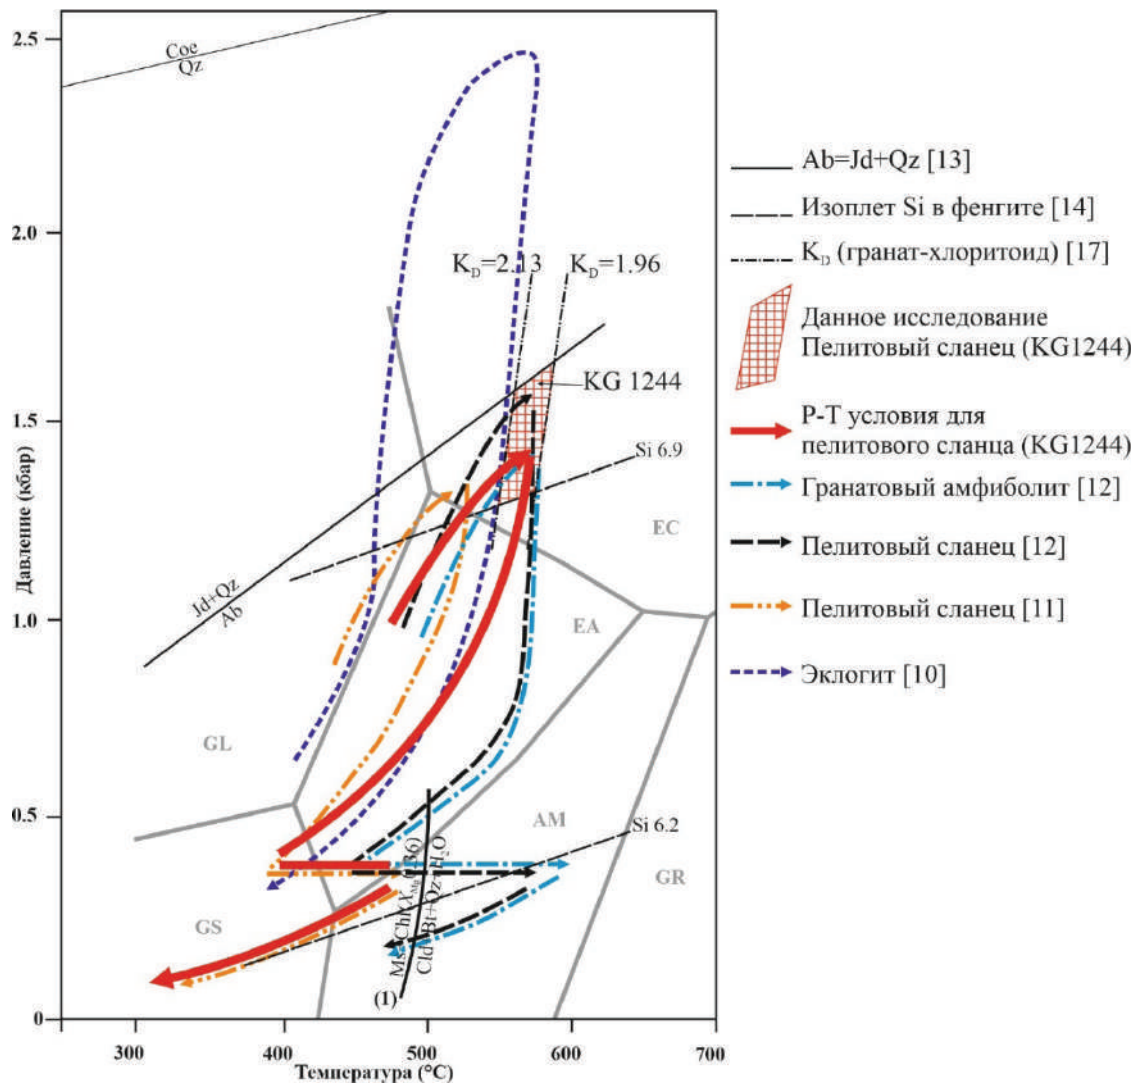 2.5
2.0
1.5
1.0
0.5
0
Давление (кбар)
300
400
500
600
700
Температура (°C)
Coe
Qz
K_D=2.13
K_D=1.96
KG 1244
Si 6.9
Jd+Qz
Ab
EC
EA
GL
AM
Si 6.2
GR
GS
Cld+Bt+Qz+H₂O
(1)
Ab=Jd+Qz [13]
Изоплет Si в фенгите [14]
K_D (гранат-хлоритоид) [17]
Данное исследование
Пелитовый сланец (KG1244)
P-T условия для
пелитового сланца (KG1244)
Гранатовый амфиболит [12]
Пелитовый сланец [12]
Пелитовый сланец [11]
Эклогит [10]